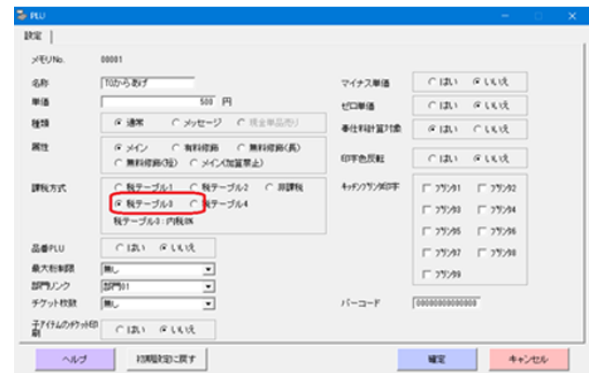 PLU
設定
メモリNo. 00001
名称 T0からあげ
単価 500 円
種類 通常 メッセージ 現金単品売り
属性 メイン 有料修飾 無料修飾(長)
無料修飾(短) メイン(加算禁止)
課税方式 税テーブル1 税テーブル2 非課税
税テーブル3 税テーブル4
税テーブル3:内税8%
品番PLU はい いいえ
最大桁制限 無し
部門リンク 部門01
チケット枚数 無し
子アイテムのチケット印刷 はい いいえ
マイナス単価 はい いいえ
ゼロ単価 はい いいえ
奉仕料計算対象 はい いいえ
印字色反転 はい いいえ
キッチンプリンタ印字 プリンタ1 プリンタ2
プリンタ3 プリンタ4
プリンタ5 プリンタ6
プリンタ7 プリンタ8
プリンタ9
バーコード 0000000000000
ヘルプ 初期設定に戻す 確定 キャンセル